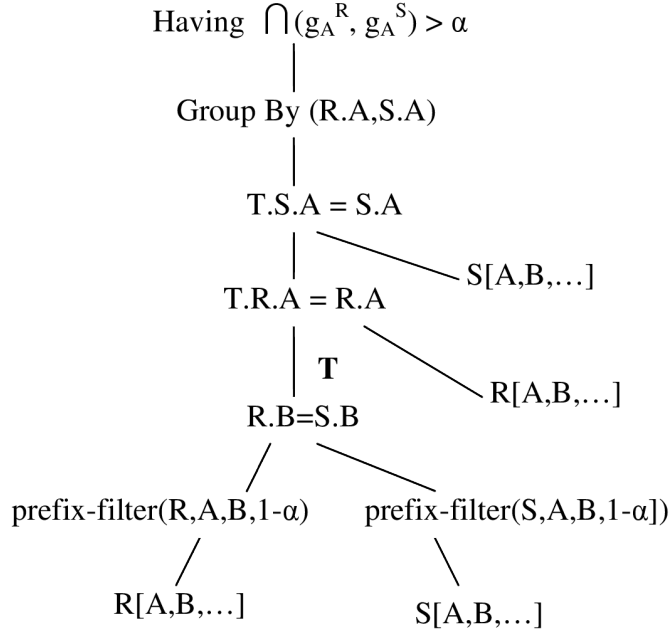 Having ⋂(g_A^R, g_A^S) > α
Group By (R.A,S.A)
T.S.A = S.A
S[A,B,…]
T.R.A = R.A
T
R[A,B,…]
R.B=S.B
prefix-filter(R,A,B,1-α)
prefix-filter(S,A,B,1-α])
R[A,B,…]
S[A,B,…]